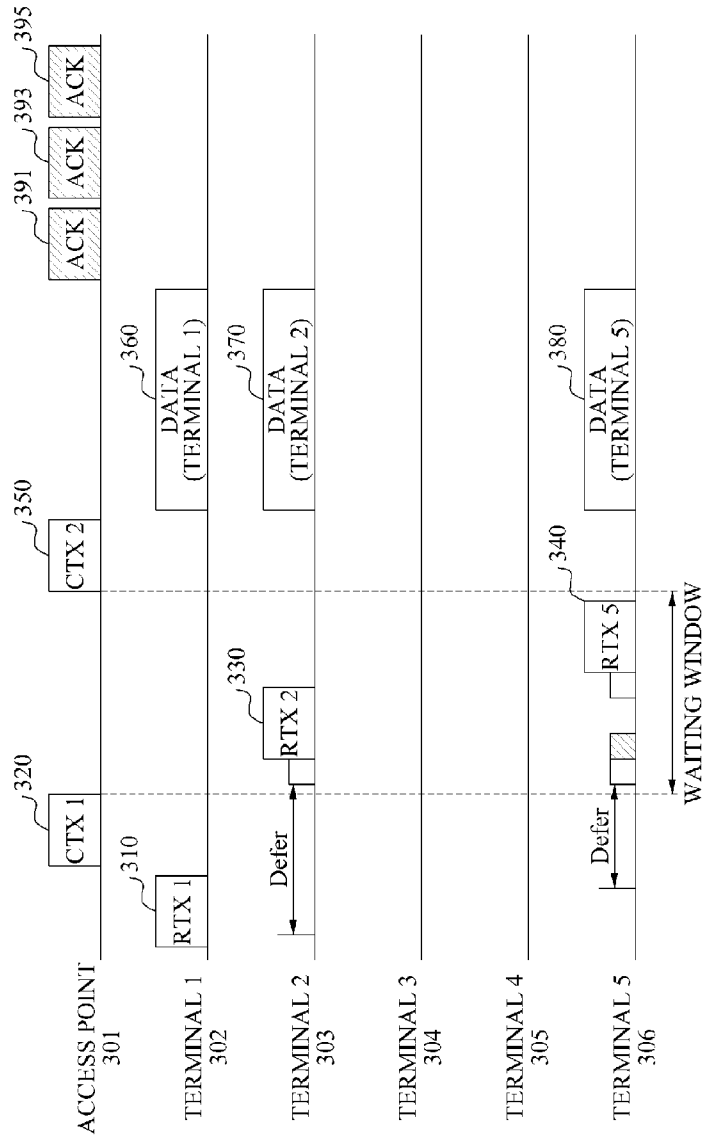 ACCESS POINT
301
320
CTX 1
350
CTX 2
391
ACK
393
ACK
395
ACK
TERMINAL 1
302
310
RTX 1
360
DATA
(TERMINAL 1)
TERMINAL 2
303
Defer
330
RTX 2
370
DATA
(TERMINAL 2)
TERMINAL 3
304
TERMINAL 4
305
TERMINAL 5
306
Defer
340
RTX 5
380
DATA
(TERMINAL 5)
WAITING WINDOW